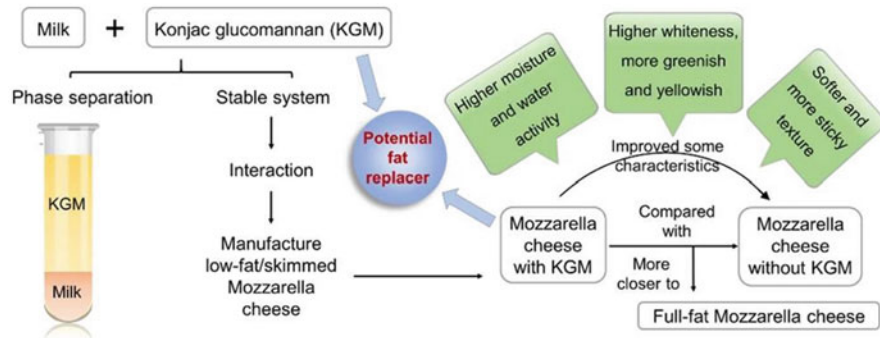 Milk
+
Konjac glucomannan (KGM)
Phase separation
Stable system
KGM
Milk
Interaction
Manufacture
low-fat/skimmed
Mozzarella
cheese
Potential
fat
replacer
Higher moisture
and water
activity
Higher whiteness,
more greenish
and yellowish
Softer and
more sticky
texture
Improved some
characteristics
Mozzarella
cheese
with KGM
Compared
with
More
closer to
Mozzarella
cheese
without KGM
Full-fat Mozzarella cheese